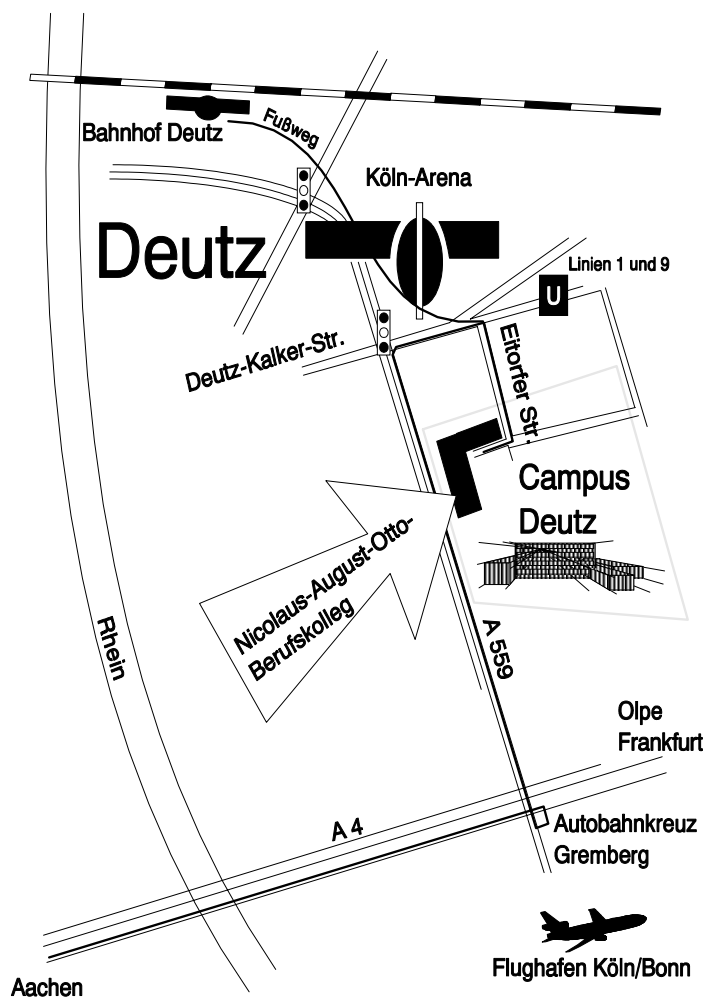 Fußweg
Bahnhof Deutz
Köln-Arena
Deutz
Linien 1 und 9
U
Deutz-Kalker-Str.
Eitorfer Str.
Campus
Deutz
Nicolaus-August-Otto-
Berufskolleg
Rhein
A 559
Olpe
Frankfurt
A 4
Autobahnkreuz
Gremberg
Flughafen Köln/Bonn
Aachen